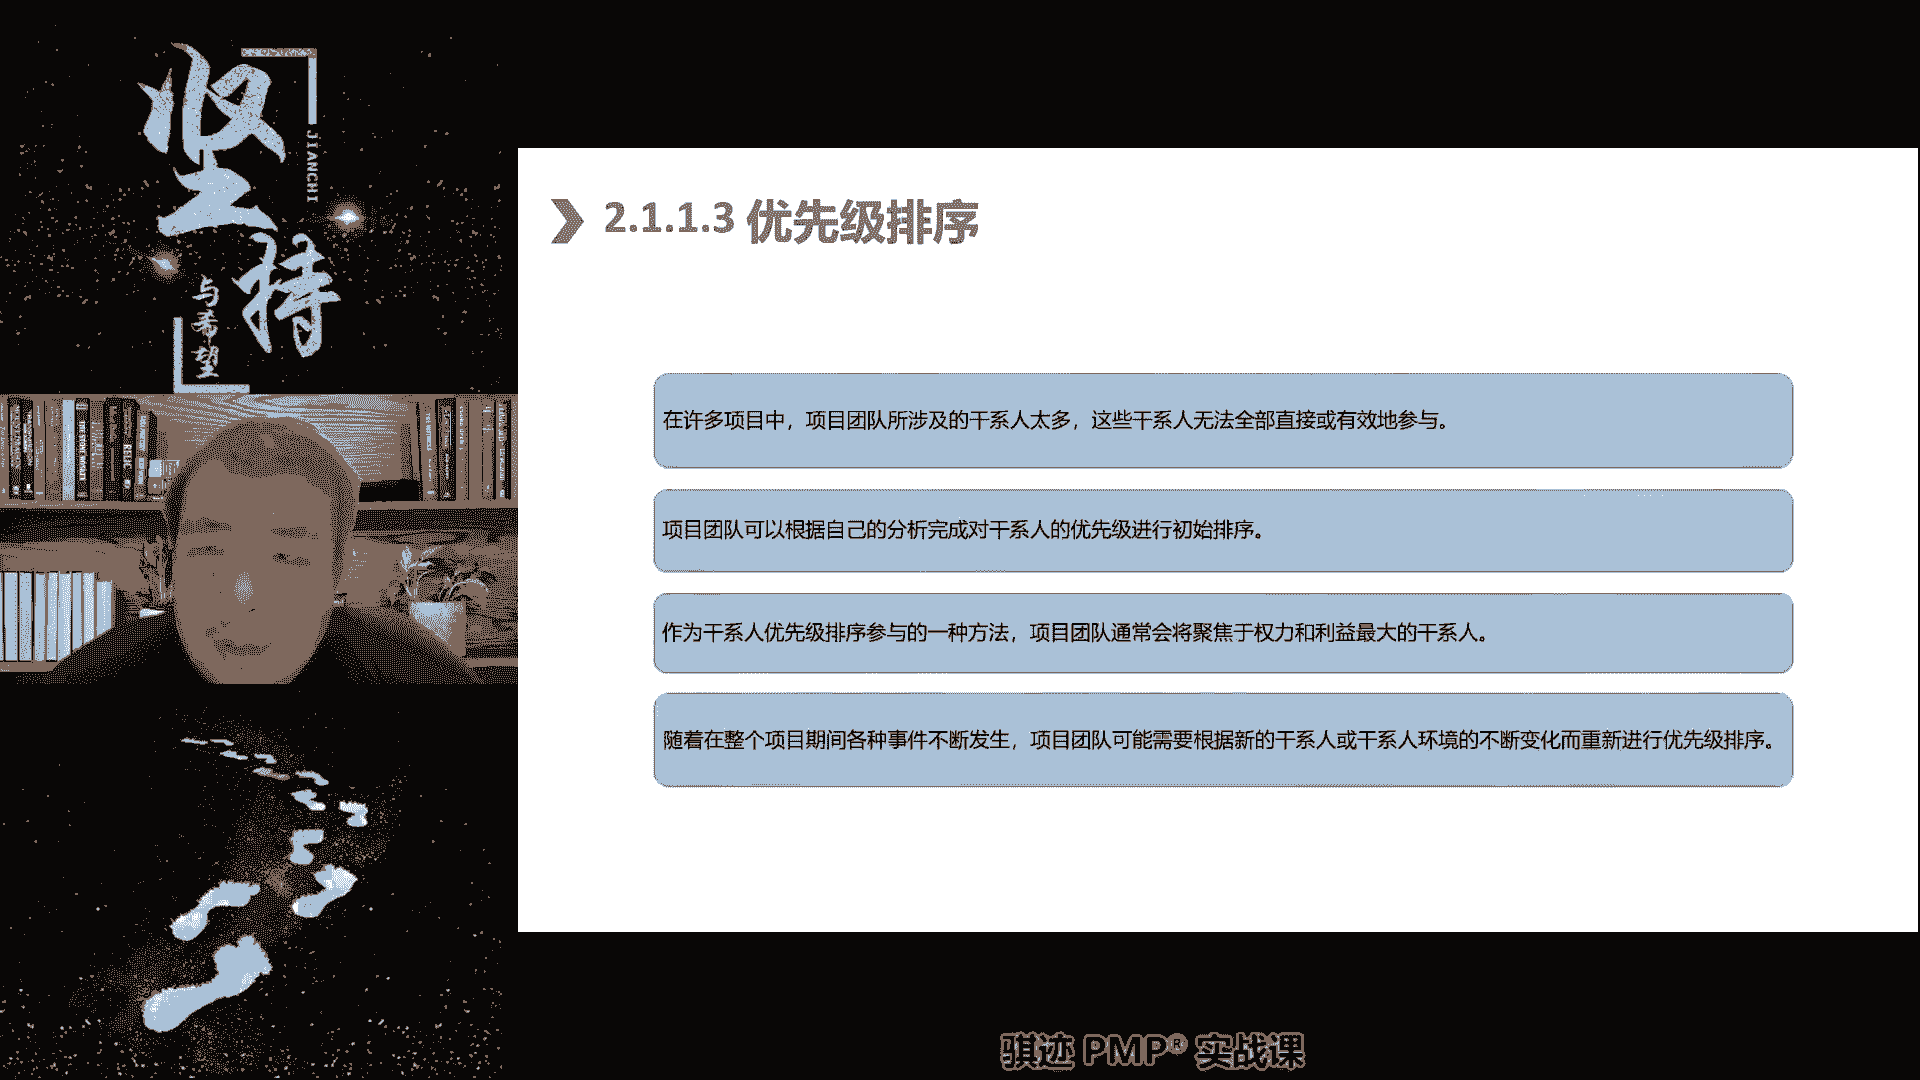 坚持
JIANCHI
与希望
2.1.1.3 优先级排序
在许多项目中，项目团队所涉及的干系人太多，这些干系人无法全部直接或有效地参与。
项目团队可以根据自己的分析完成对干系人的优先级进行初始排序。
作为干系人优先级排序参与的一种方法，项目团队通常会将聚焦于权力和利益最大的干系人。
随着在整个项目期间各种事件不断发生，项目团队可能需要根据新的干系人或干系人环境的不断变化而重新进行优先级排序。
骐迹 PMP® 实战课